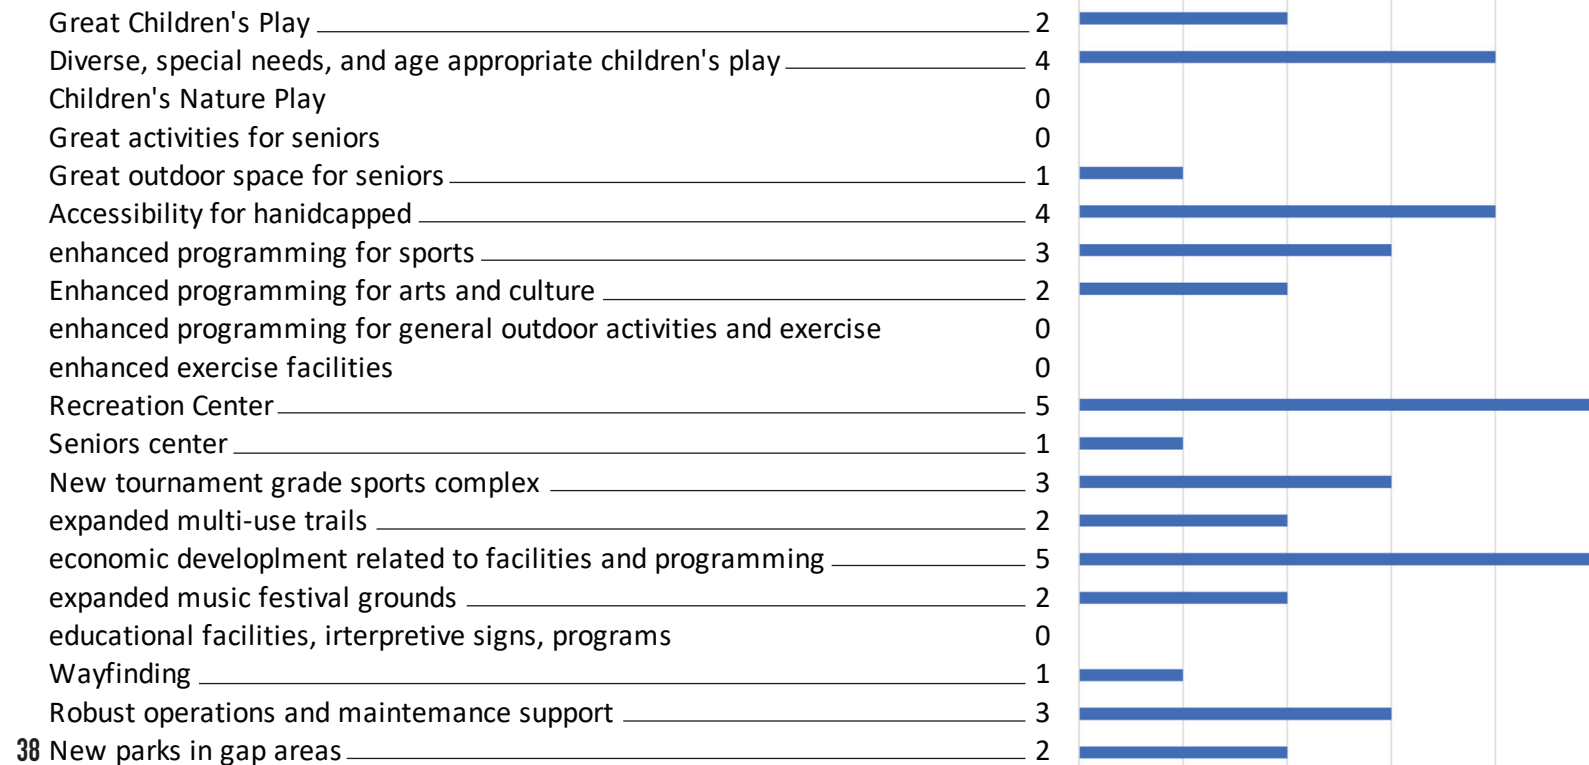 Great Children's Play 2
Diverse, special needs, and age appropriate children's play 4
Children's Nature Play 0
Great activities for seniors 0
Great outdoor space for seniors 1
Accessibility for hanidcapped 4
enhanced programming for sports 3
Enhanced programming for arts and culture 2
enhanced programming for general outdoor activities and exercise 0
enhanced exercise facilities 0
Recreation Center 5
Seniors center 1
New tournament grade sports complex 3
expanded multi-use trails 2
economic developlment related to facilities and programming 5
expanded music festival grounds 2
educational facilities, irterpretive signs, programs 0
Wayfinding 1
Robust operations and maintemance support 3
38 New parks in gap areas 2